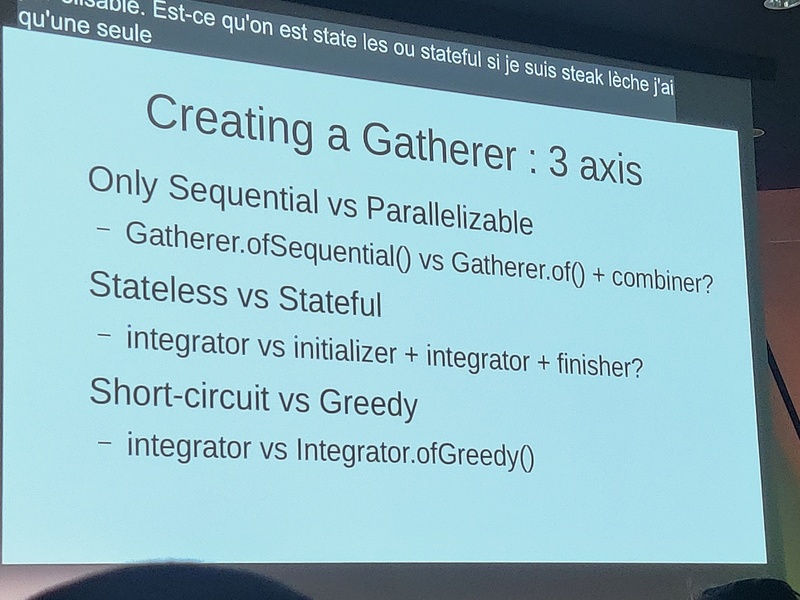 Est-ce qu'on est state les ou stateful si je suis steak lèche j'ai
qu'une seule
Creating a Gatherer : 3 axis
Only Sequential vs Parallelizable
– Gatherer.ofSequential() vs Gatherer.of() + combiner?
Stateless vs Stateful
– integrator vs initializer + integrator + finisher?
Short-circuit vs Greedy
– integrator vs Integrator.ofGreedy()